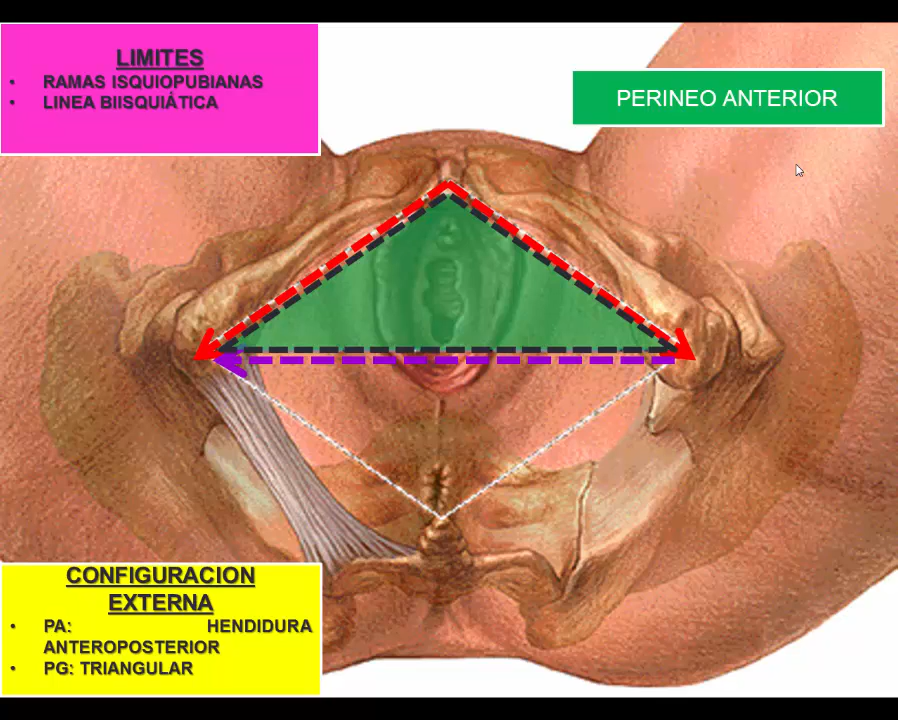 LIMITES
• RAMAS ISQUIOPUBIANAS
• LINEA BIISQUIÁTICA
PERINEO ANTERIOR
CONFIGURACION
EXTERNA
• PA: HENDIDURA
ANTEROPOSTERIOR
• PG: TRIANGULAR